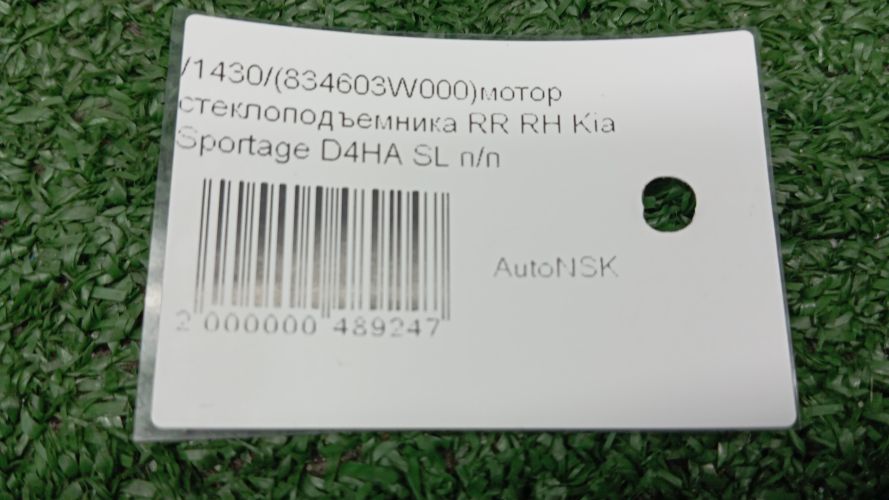 /1430/(834603W000)мотор
стеклоподъемника RR RH Kia
Sportage D4HA SL п/п
AutoNSK
2 000000 489247